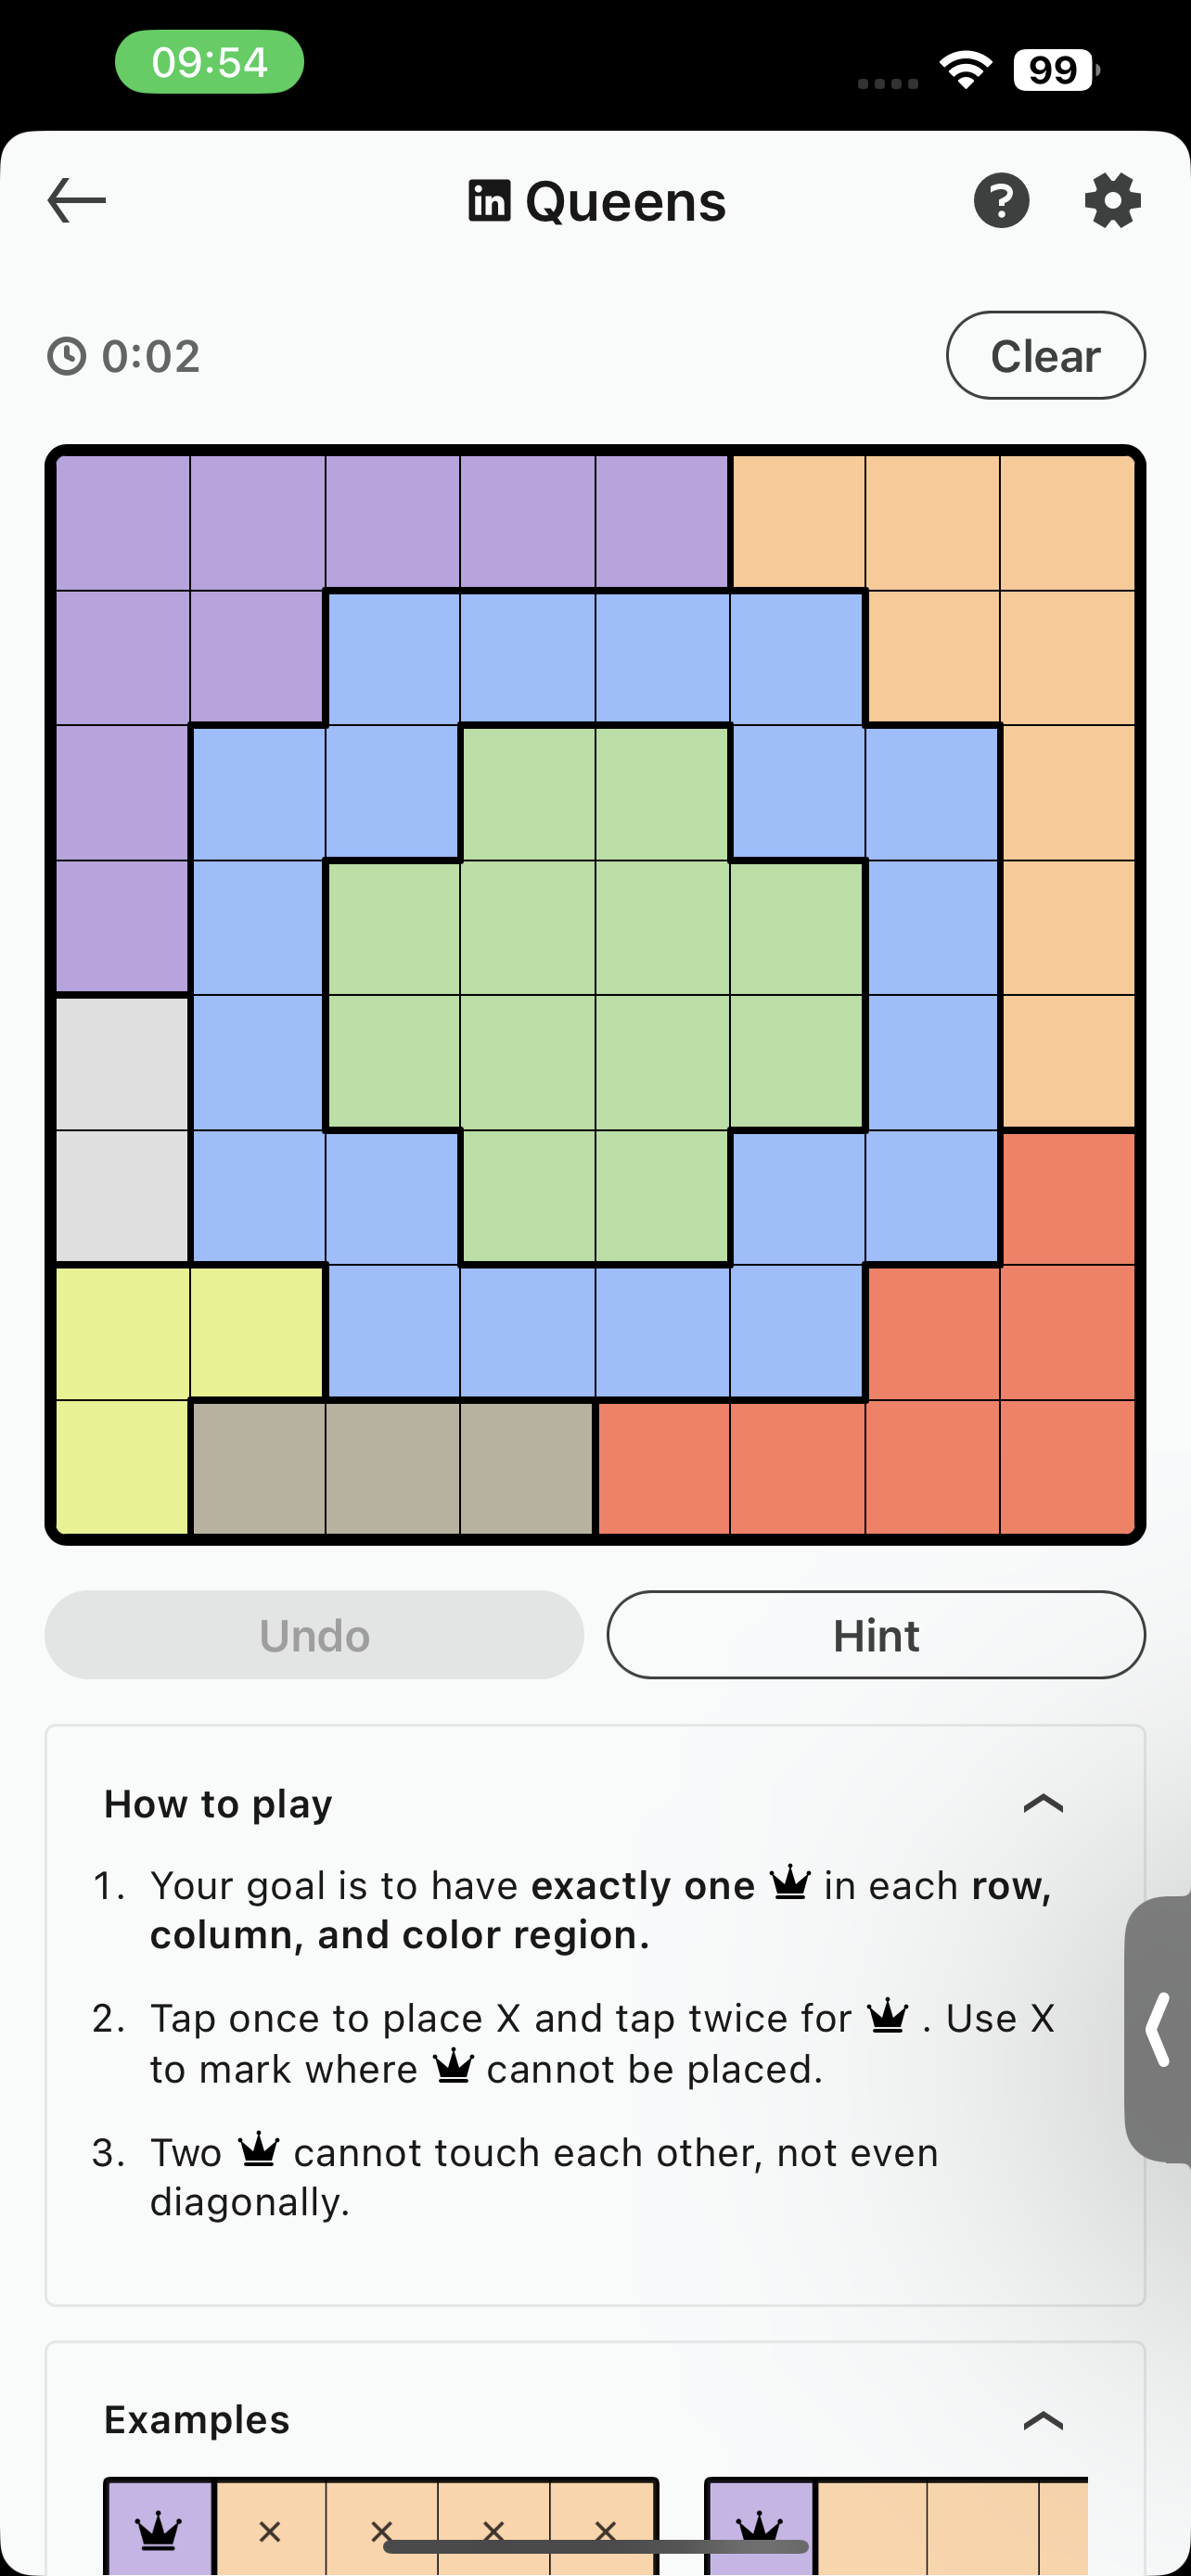 09:54
99
in Queens
?
0:02
Clear
Undo
Hint
How to play
1. Your goal is to have exactly one in each row,
column, and color region.
2. Tap once to place X and tap twice for . Use X
to mark where cannot be placed.
3. Two cannot touch each other, not even
diagonally.
Examples